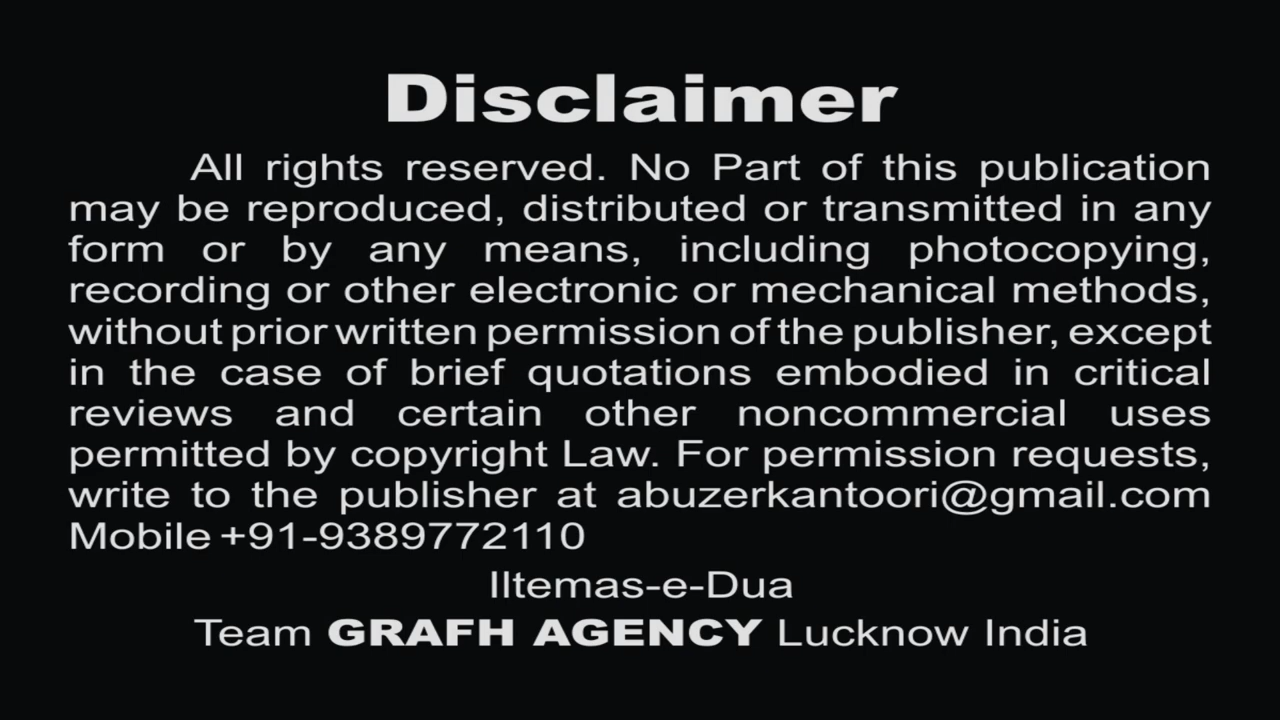 Disclaimer
All rights reserved. No Part of this publication
may be reproduced, distributed or transmitted in any
form or by any means, including photocopying,
recording or other electronic or mechanical methods,
without prior written permission of the publisher, except
in the case of brief quotations embodied in critical
reviews and certain other noncommercial uses
permitted by copyright Law. For permission requests,
write to the publisher at abuzerkantoori@gmail.com
Mobile +91-9389772110
IItemas-e-Dua
Team GRAFH AGENCY Lucknow India